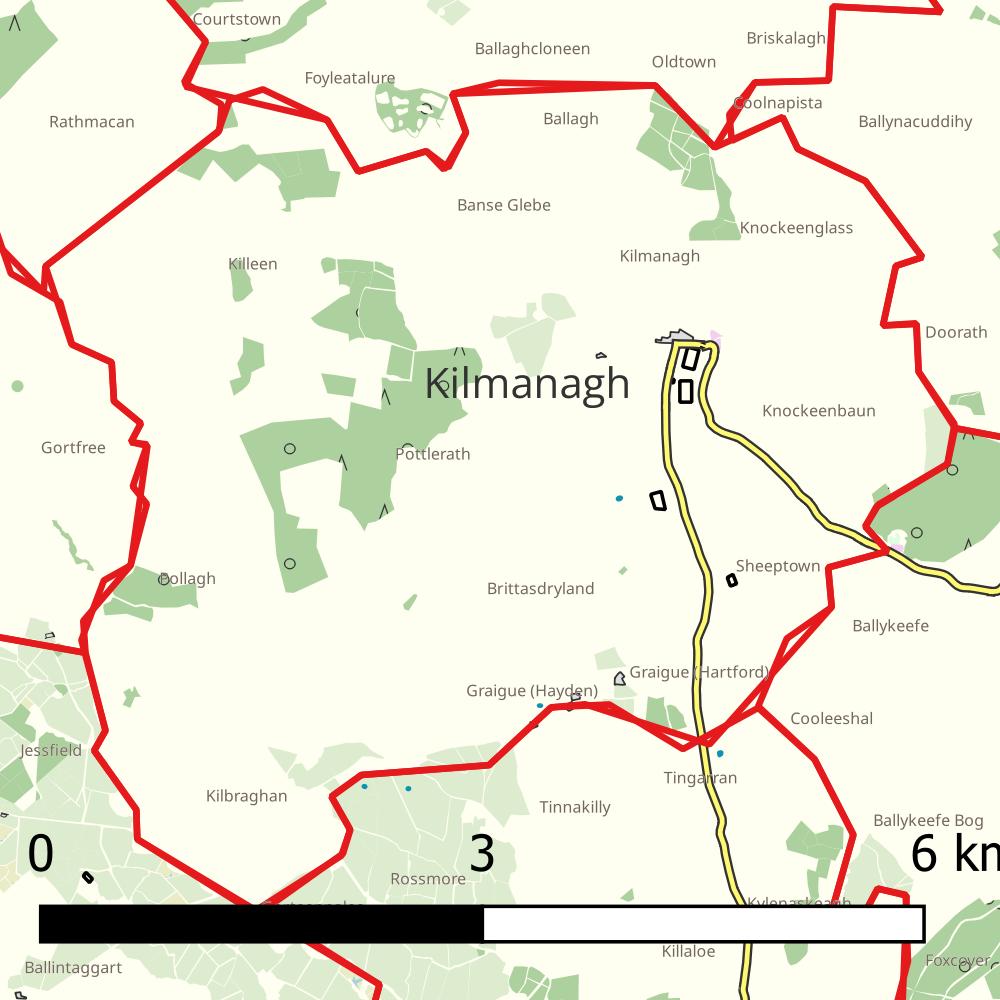 Courtstown
Briskalagh
Ballaghcloneen
Oldtown
Foyleatalure
Coolnapista
Rathmacan
Ballagh
Ballynacuddihy
Banse Glebe
Knockeenglass
Kilmanagh
Killeen
Doorath
Kilmanagh
Knockeenbaun
Gortfree
Pottlerath
Sheeptown
Pollagh
Brittasdryland
Ballykeefe
Graigue (Hartford)
Graigue (Hayden)
Cooleeshal
Jessfield
Tingarran
Kilbraghan
Tinnakilly
Ballykeefe Bog
0 3 6 km
Rossmore
Kylenaskeagh
Killaloe
Foxcover
Ballintaggart